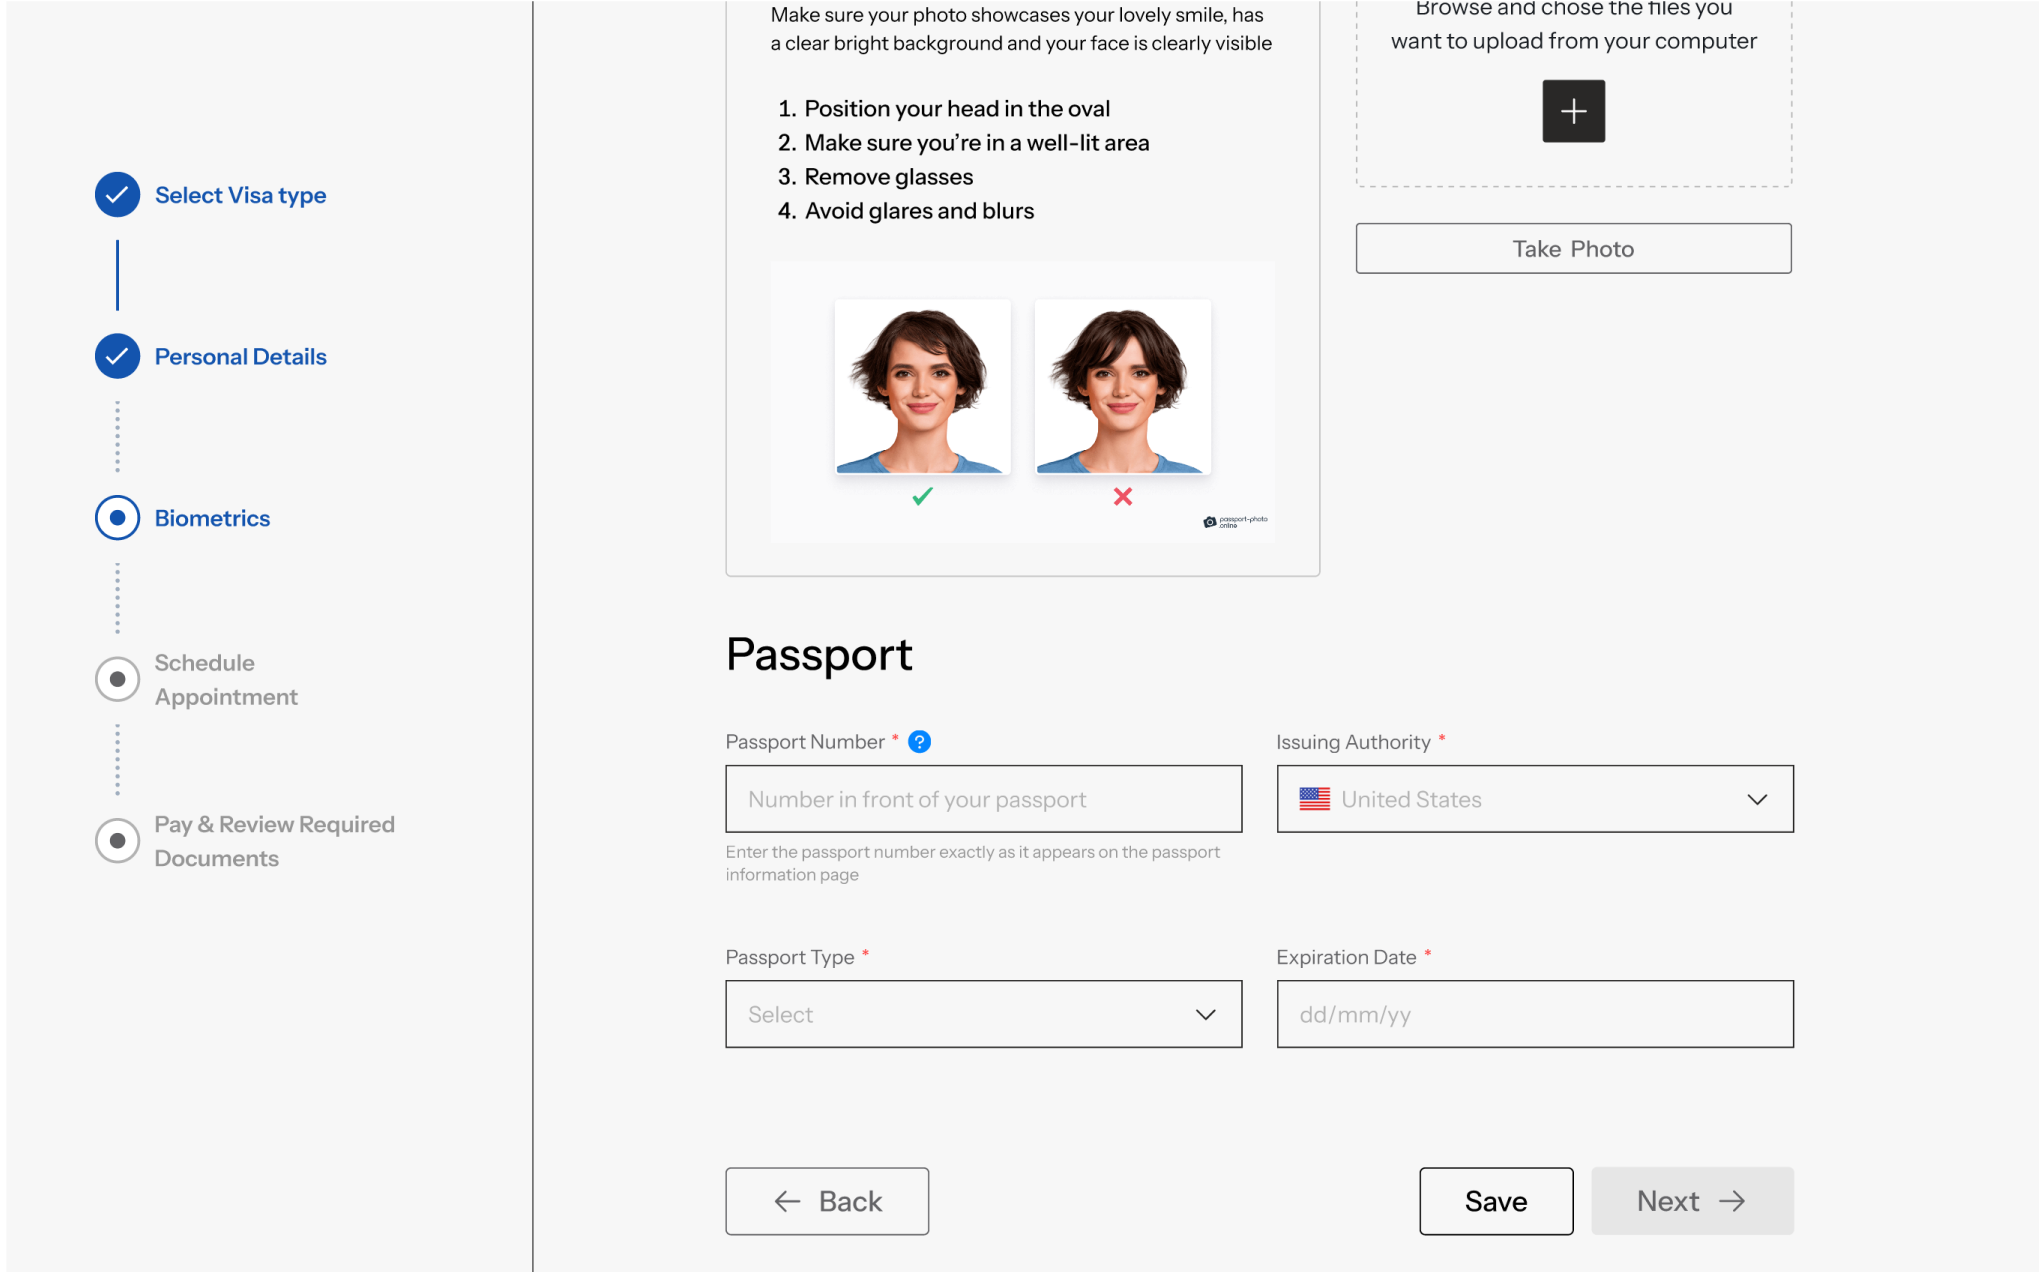 Select Visa type
Personal Details
Biometrics
Schedule
Appointment
Pay & Review Required
Documents
Make sure your photo showcases your lovely smile, has
a clear bright background and your face is clearly visible
1. Position your head in the oval
2. Make sure you’re in a well-lit area
3. Remove glasses
4. Avoid glares and blurs
passport-photo
online
Browse and chose the files you
want to upload from your computer
Take Photo
Passport
Passport Number * ?
Number in front of your passport
Enter the passport number exactly as it appears on the passport
information page
Issuing Authority *
United States
Passport Type *
Select
Expiration Date *
dd/mm/yy
Back
Save
Next